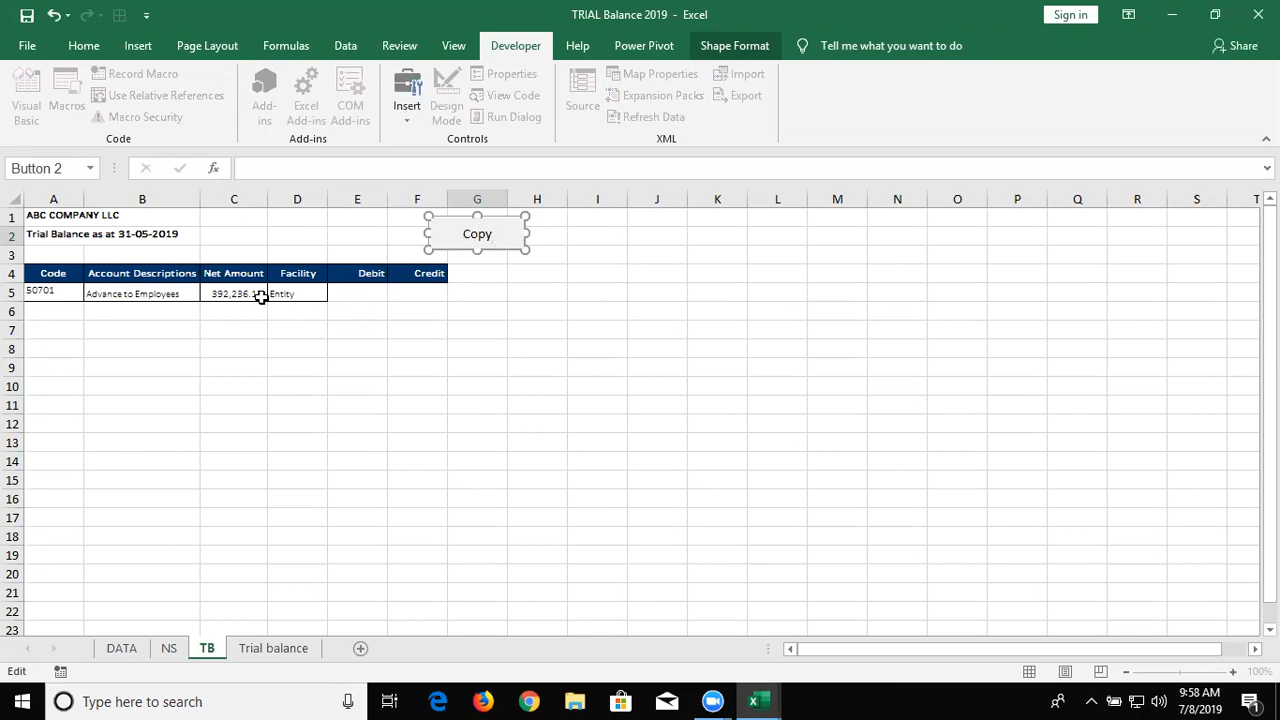 TRIAL Balance 2019 - Excel
Sign in
File Home Insert Page Layout Formulas Data Review View Developer Help Power Pivot Shape Format Tell me what you want to do Share
Visual Basic
Macros
Record Macro
Use Relative References
Macro Security
Code
Add-ins
Excel Add-ins
COM Add-ins
Add-ins
Insert
Design Mode
Properties
View Code
Run Dialog
Controls
Source
Map Properties
Expansion Packs
Refresh Data
Import
Export
XML
Button 2
fx
A B C D E F G H I J K L M N O P Q R S T
1 ABC COMPANY LLC
Copy
2 Trial Balance as at 31-05-2019
3
4 Code Account Descriptions Net Amount Facility Debit Credit
5 50701 Advance to Employees Entity
6
7
8
9
10
11
12
13
14
15
16
17
18
19
20
21
22
23
DATA NS TB Trial balance
Edit
100%
Type here to search
9:58 AM
7/8/2019
1